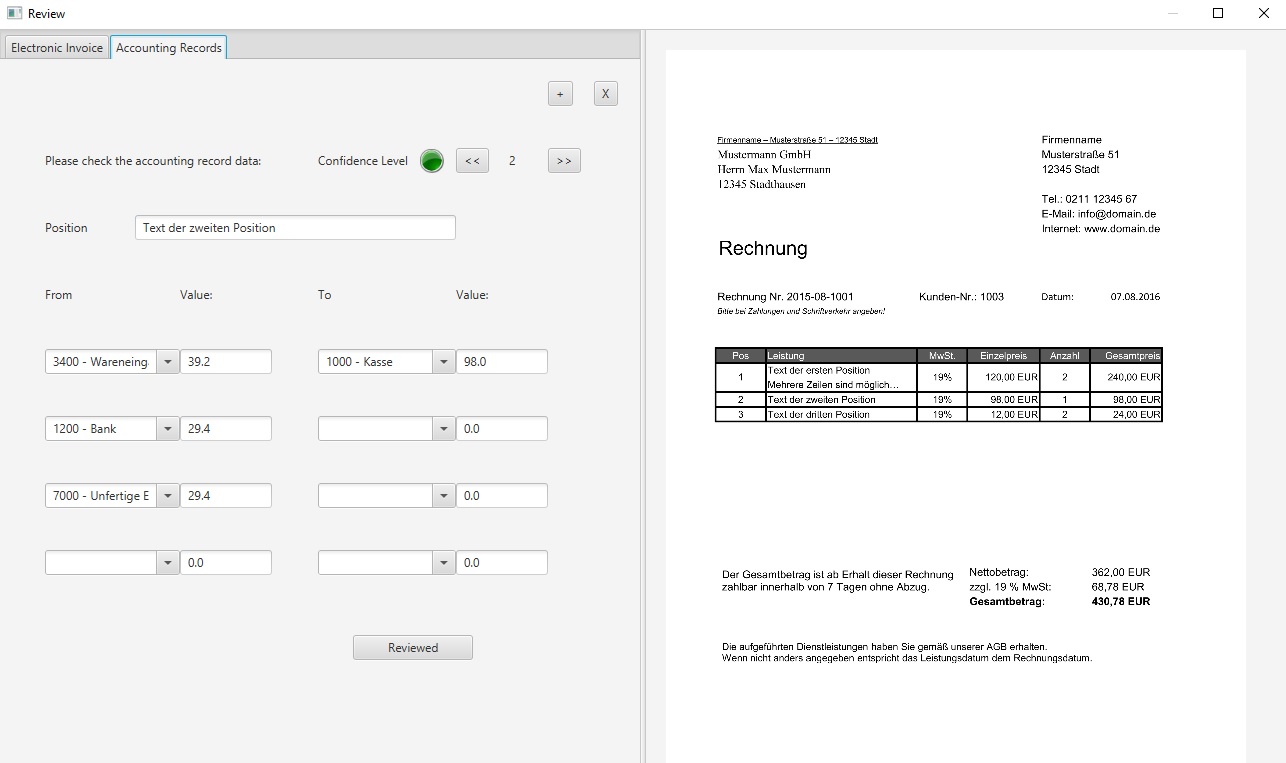 Review
Electronic Invoice Accounting Records
+ X
Please check the accounting record data: Confidence Level << 2 >>
Position Text der zweiten Position
From Value: To Value:
3400 - Wareneing. 39.2 1000 - Kasse 98.0
1200 - Bank 29.4 0.0
7000 - Unfertige E 29.4 0.0
0.0 0.0
Reviewed
Firmenname – Musterstraße 51 – 12345 Stadt
Mustermann GmbH
Herrn Max Mustermann
12345 Stadthausen
Firmenname
Musterstraße 51
12345 Stadt
Tel.: 0211 12345 67
E-Mail: info@domain.de
Internet: www.domain.de
Rechnung
Rechnung Nr. 2015-08-1001 Kunden-Nr.: 1003 Datum: 07.08.2016
Bitte bei Zahlungen und Schriftverkehr angeben!
Pos Leistung MwSt. Einzelpreis Anzahl Gesamtpreis
1 Text der ersten Position 19% 120,00 EUR 2 240,00 EUR
Mehrere Zeilen sind möglich…
2 Text der zweiten Position 19% 98,00 EUR 1 98,00 EUR
3 Text der dritten Position 19% 12,00 EUR 2 24,00 EUR
Der Gesamtbetrag ist ab Erhalt dieser Rechnung
zahlbar innerhalb von 7 Tagen ohne Abzug.
Nettobetrag: 362,00 EUR
zzgl. 19 % MwSt: 68,78 EUR
Gesamtbetrag: 430,78 EUR
Die aufgeführten Dienstleistungen haben Sie gemäß unserer AGB erhalten.
Wenn nicht anders angegeben entspricht das Leistungsdatum dem Rechnungsdatum.